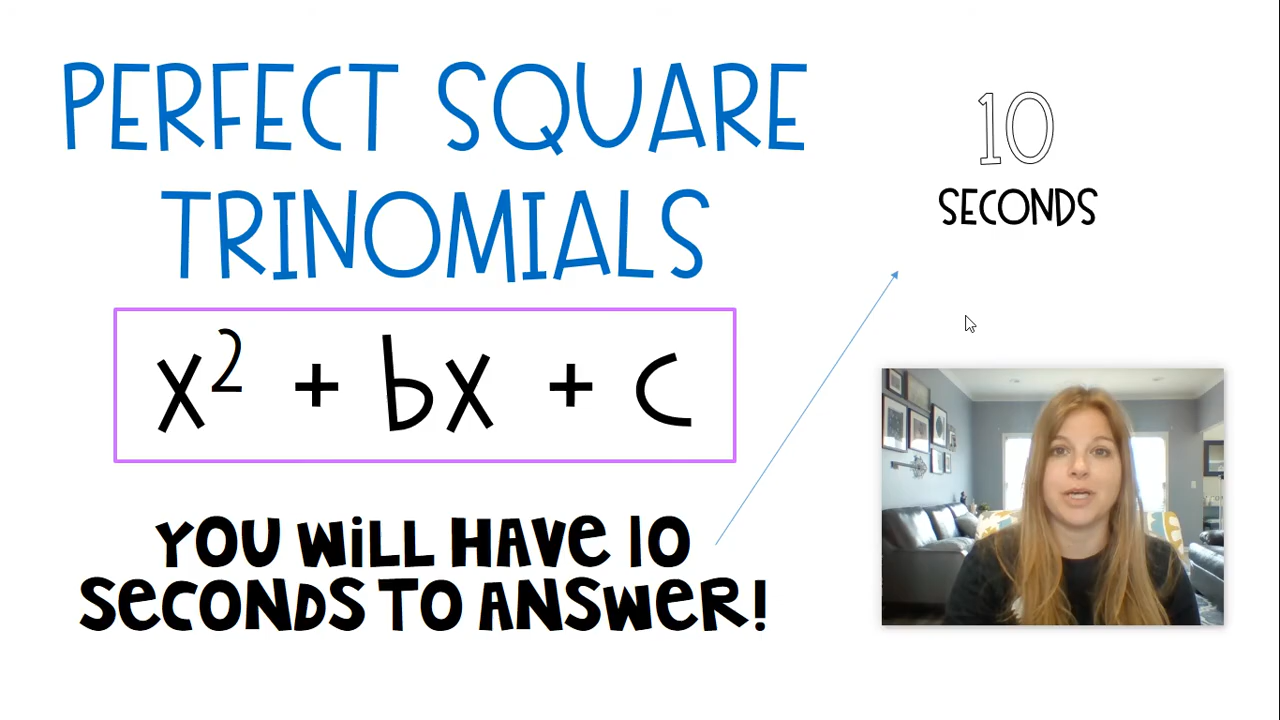 PERFECT SQUARE
TRINOMIALS
x² + bx + c
YOU WILL HAVE 10
SECONDS TO ANSWER!
10
SECONDS